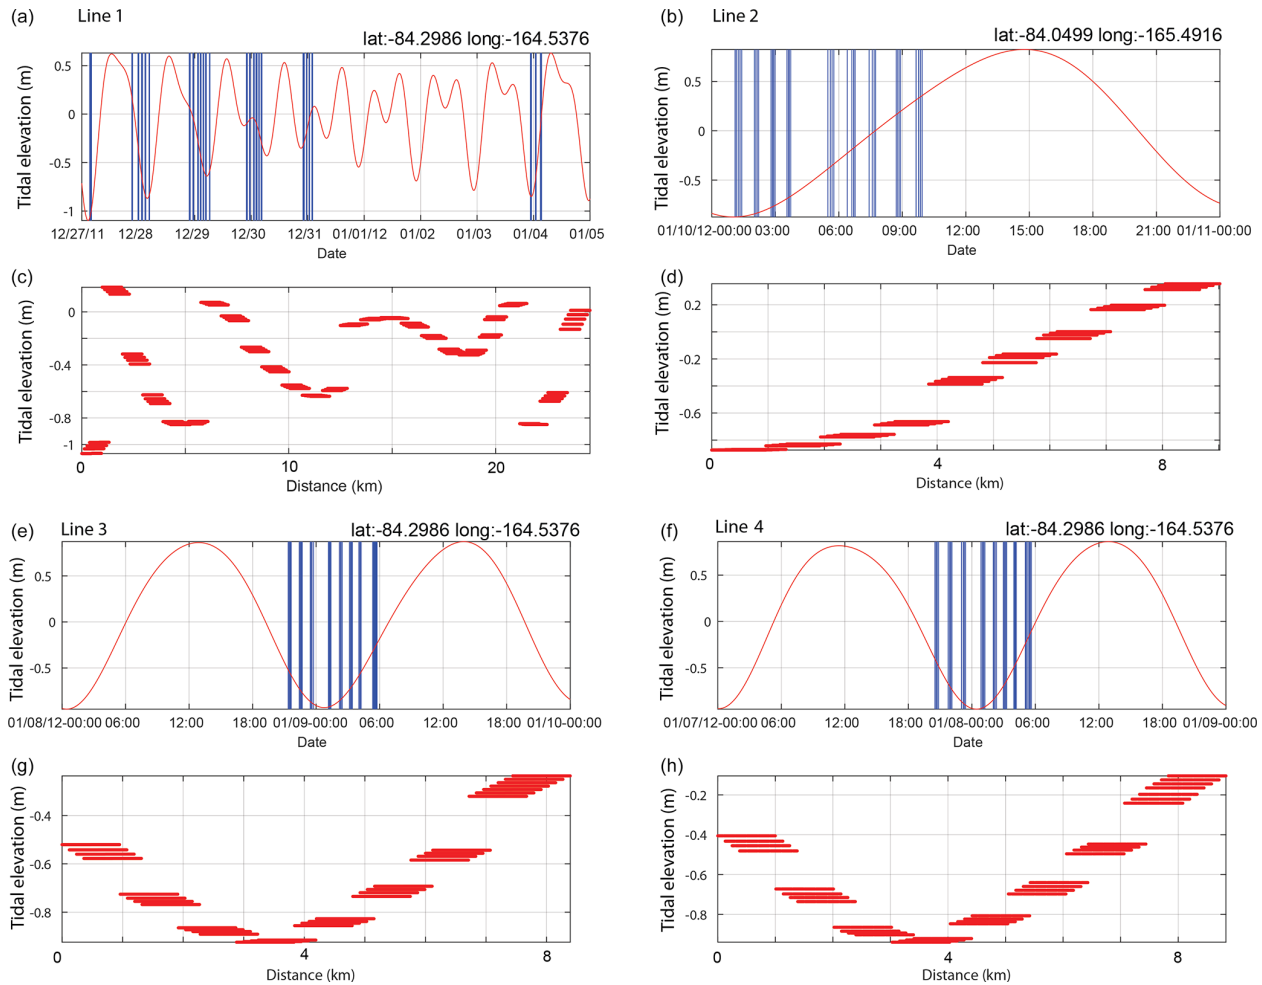 (a) Line 1
lat:-84.2986 long:-164.5376
Tidal elevation (m)
0.5
0
-0.5
-1
12/27/11 12/28 12/29 12/30 12/31 01/01/12 01/02 01/03 01/04 01/05
Date
(b) Line 2
lat:-84.0499 long:-165.4916
Tidal elevation (m)
0.5
0
-0.5
01/10/12-00:00 03:00 06:00 09:00 12:00 15:00 18:00 21:00 01/11-00:00
Date
(c)
Tidal elevation (m)
0
-0.4
-0.8
-1
0 10 20
Distance (km)
(d)
Tidal elevation (m)
0.2
-0.2
-0.6
0 4 8
Distance (km)
(e) Line 3
lat:-84.2986 long:-164.5376
Tidal elevation (m)
0.5
0
-0.5
01/08/12-00:00 06:00 12:00 18:00 01/09-00:00 06:00 12:00 18:00 01/10-00:00
Date
(f) Line 4
lat:-84.2986 long:-164.5376
Tidal elevation (m)
0.5
0
-0.5
01/07/12-00:00 06:00 12:00 18:00 01/08-00:00 06:00 12:00 18:00 01/09-00:00
Date
(g)
Tidal elevation (m)
-0.4
-0.6
-0.8
0 4 8
Distance (km)
(h)
Tidal elevation (m)
-0.2
-0.4
-0.6
-0.8
0 4 8
Distance (km)